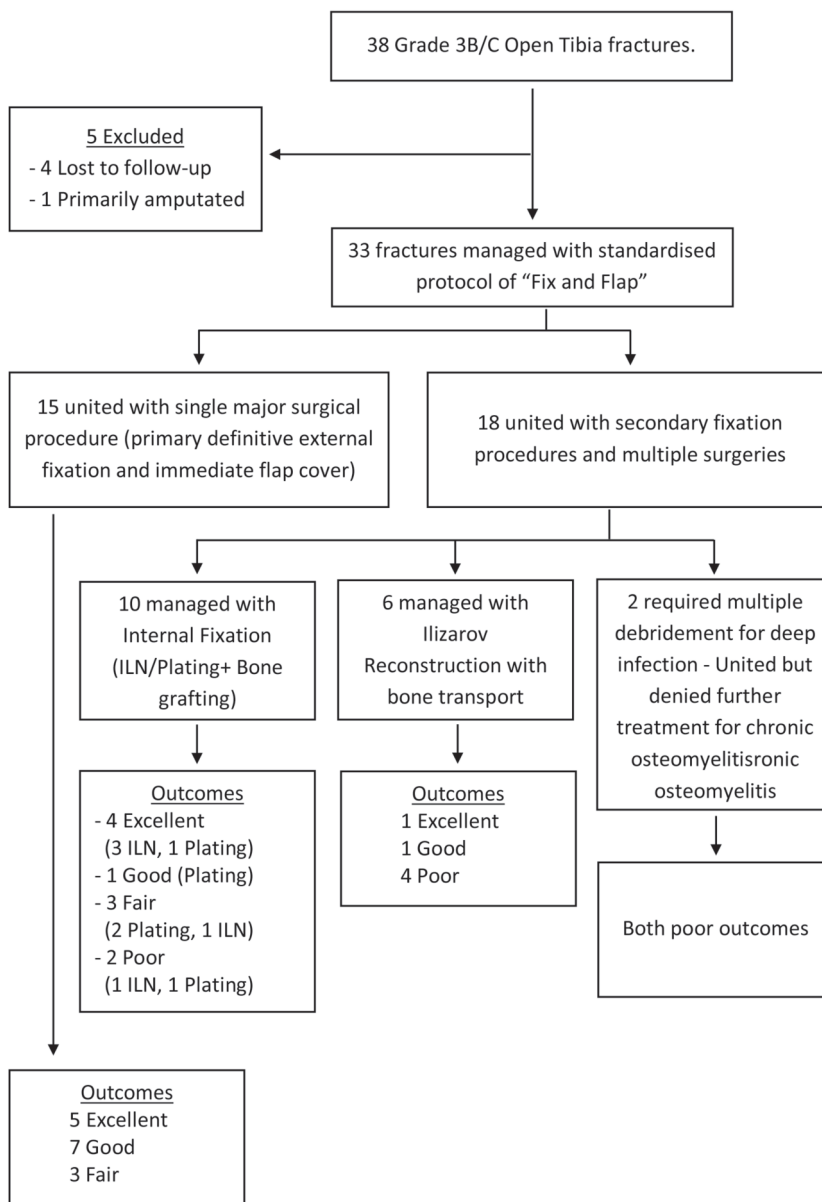 38 Grade 3B/C Open Tibia fractures.
5 Excluded
- 4 Lost to follow-up
- 1 Primarily amputated
33 fractures managed with standardised
protocol of “Fix and Flap”
15 united with single major surgical
procedure (primary definitive external
fixation and immediate flap cover)
18 united with secondary fixation
procedures and multiple surgeries
10 managed with
Internal Fixation
(ILN/Plating+ Bone
grafting)
6 managed with
Ilizarov
Reconstruction with
bone transport
2 required multiple
debridement for deep
infection - United but
denied further
treatment for chronic
osteomyelitisronic
osteomyelitis
Outcomes
- 4 Excellent
(3 ILN, 1 Plating)
- 1 Good (Plating)
- 3 Fair
(2 Plating, 1 ILN)
- 2 Poor
(1 ILN, 1 Plating)
Outcomes
1 Excellent
1 Good
4 Poor
Both poor outcomes
Outcomes
5 Excellent
7 Good
3 Fair